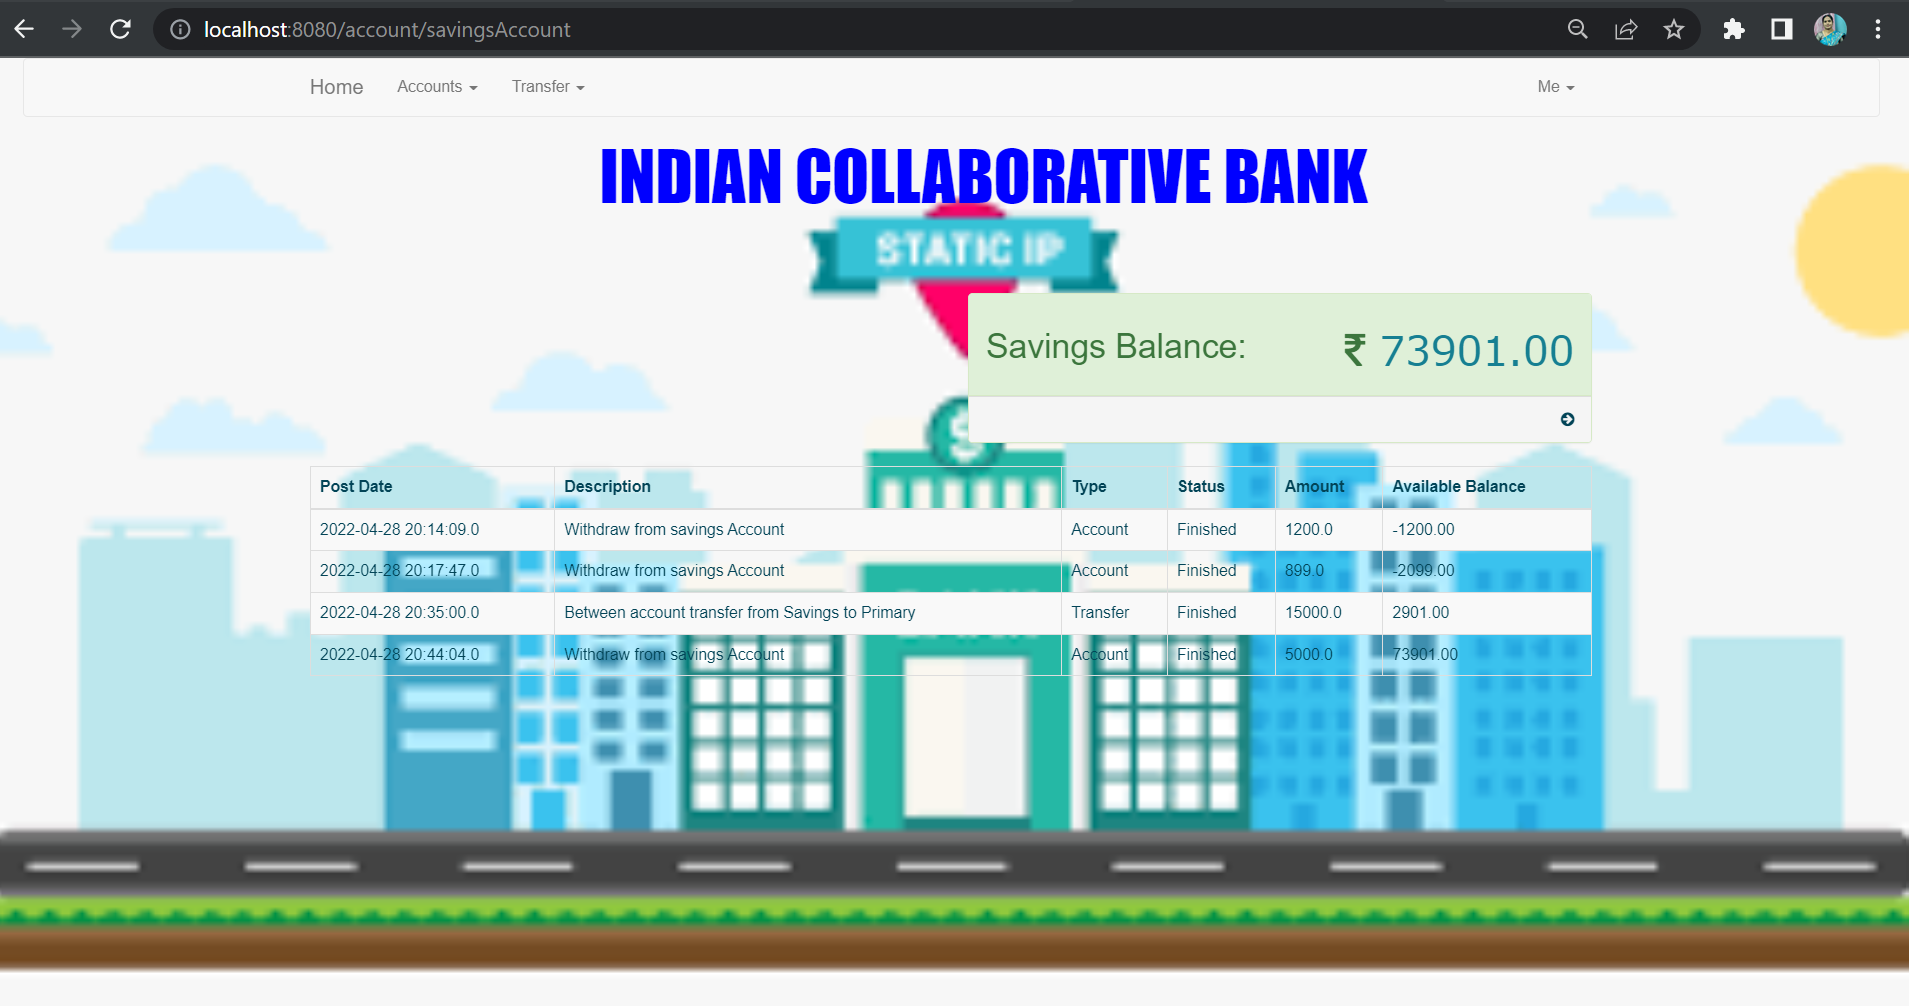 localhost:8080/account/savingsAccount
Home Accounts Transfer Me
INDIAN COLLABORATIVE BANK
STATIC IP
Savings Balance: ₹ 73901.00
$
Post Date Description Type Status Amount Available Balance
2022-04-28 20:14:09.0 Withdraw from savings Account Account Finished 1200.0 -1200.00
2022-04-28 20:17:47.0 Withdraw from savings Account Account Finished 899.0 -2099.00
2022-04-28 20:35:00.0 Between account transfer from Savings to Primary Transfer Finished 15000.0 2901.00
2022-04-28 20:44:04.0 Withdraw from savings Account Account Finished 5000.0 73901.00